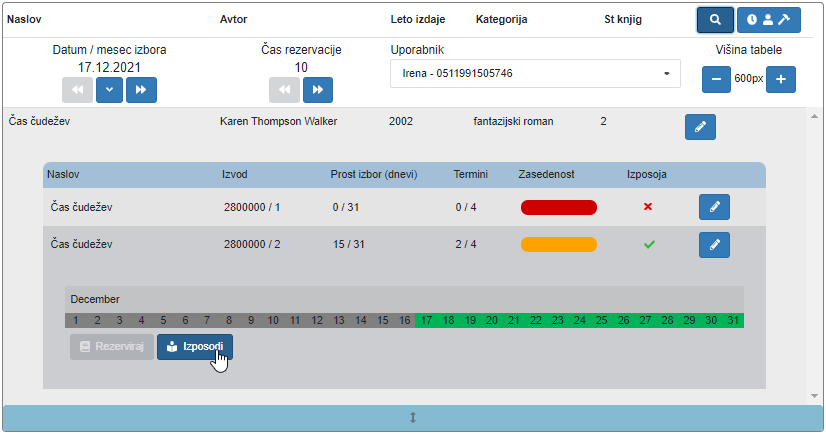 Naslov Avtor Leto izdaje Kategorija St knjig
Datum / mesec izbora Čas rezervacije Uporabnik Višina tabele
17.12.2021 10 Irena - 0511991505746 600px
Čas čudežev Karen Thompson Walker 2002 fantazijski roman 2
Naslov Izvod Prost izbor (dnevi) Termini Zasedenost Izposoja
Čas čudežev 2800000 / 1 0 / 31 0 / 4
Čas čudežev 2800000 / 2 15 / 31 2 / 4
December
1 2 3 4 5 6 7 8 9 10 11 12 13 14 15 16 17 18 19 20 21 22 23 24 25 26 27 28 29 30 31
Rezerviraj Izposodi